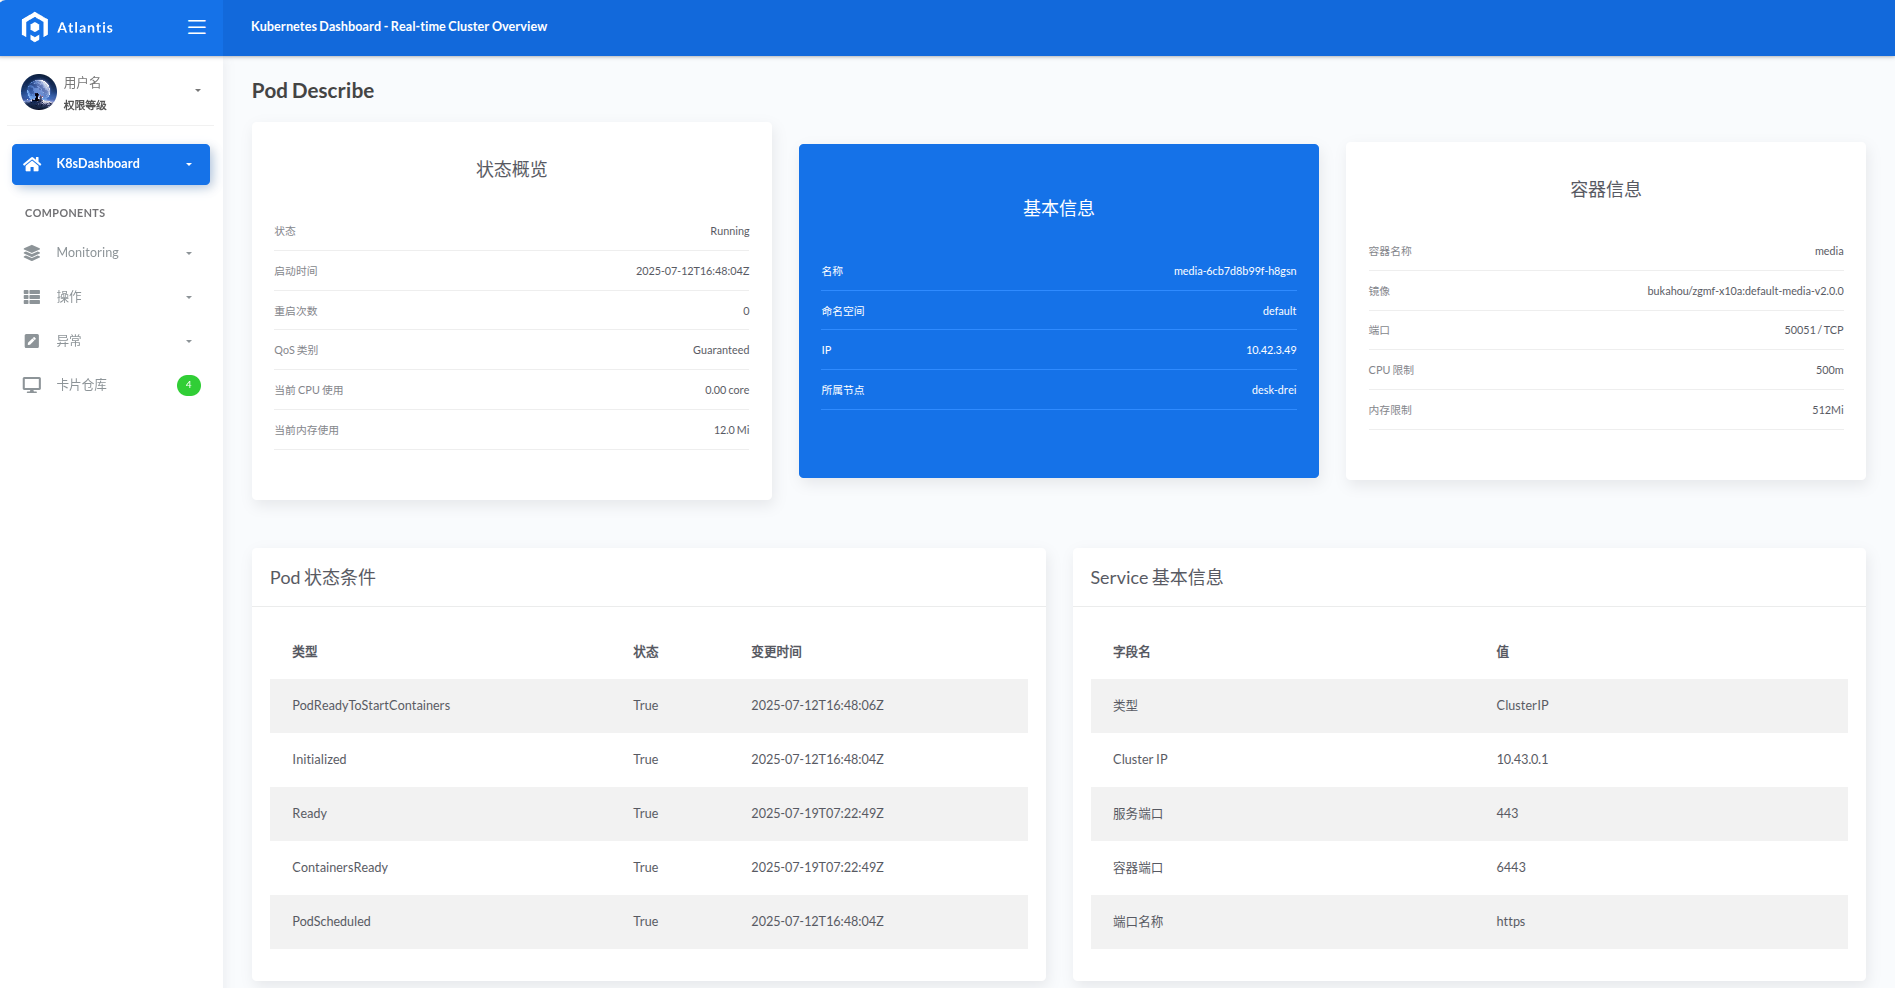 Atlantis
Kubernetes Dashboard - Real-time Cluster Overview
用户名
权限等级
K8sDashboard
COMPONENTS
Monitoring
操作
异常
卡片仓库 4
Pod Describe
状态概览
状态 Running
启动时间 2025-07-12T16:48:04Z
重启次数 0
QoS 类别 Guaranteed
当前 CPU 使用 0.00 core
当前内存使用 12.0 Mi
基本信息
名称 media-6cb7d8b99f-h8gsn
命名空间 default
IP 10.42.3.49
所属节点 desk-drei
容器信息
容器名称 media
镜像 bukahou/zgmf-x10a:default-media-v2.0.0
端口 50051 / TCP
CPU 限制 500m
内存限制 512Mi
Pod 状态条件
类型 状态 变更时间
PodReadyToStartContainers True 2025-07-12T16:48:06Z
Initialized True 2025-07-12T16:48:04Z
Ready True 2025-07-19T07:22:49Z
ContainersReady True 2025-07-19T07:22:49Z
PodScheduled True 2025-07-12T16:48:04Z
Service 基本信息
字段名 值
类型 ClusterIP
Cluster IP 10.43.0.1
服务端口 443
容器端口 6443
端口名称 https